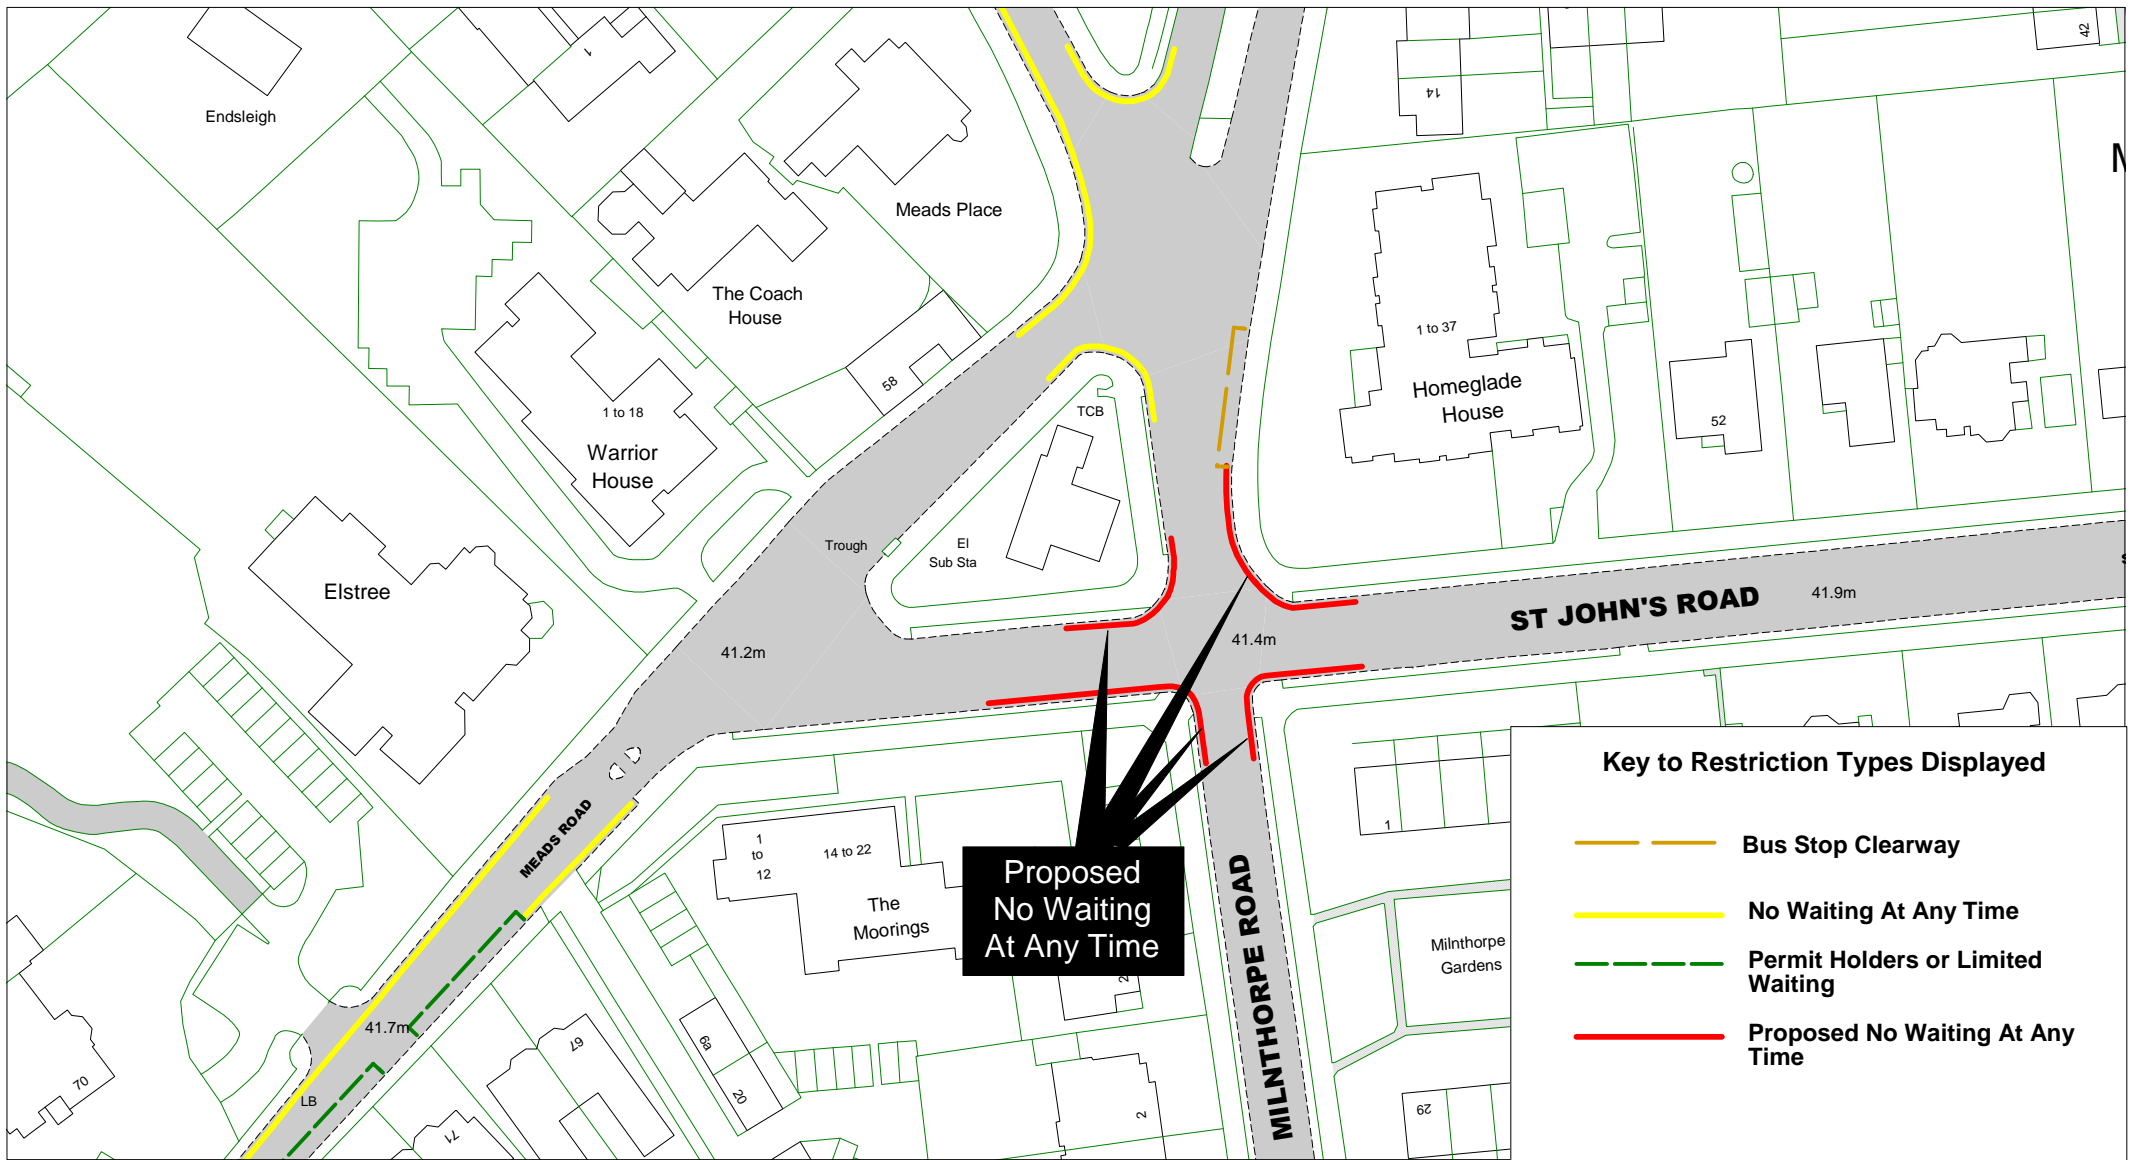 1
42
Endsleigh
14
Meads Place
The Coach
House
1 to 37
58
Homeglade
House
1 to 18
TCB
52
Warrior
House
Trough
El
Sub Sta
Elstree
ST JOHN'S ROAD
41.9m
41.4m
41.2m
Key to Restriction Types Displayed
Bus Stop Clearway
No Waiting At Any Time
Permit Holders or Limited
Waiting
Proposed No Waiting At Any
Time
MEADS ROAD
1
to
12
14 to 22
1
The
Moorings
Proposed
No Waiting
At Any Time
MILNTHORPE ROAD
Milnthorpe
Gardens
41.7m
67
6a
20
70
LB
71
2
29